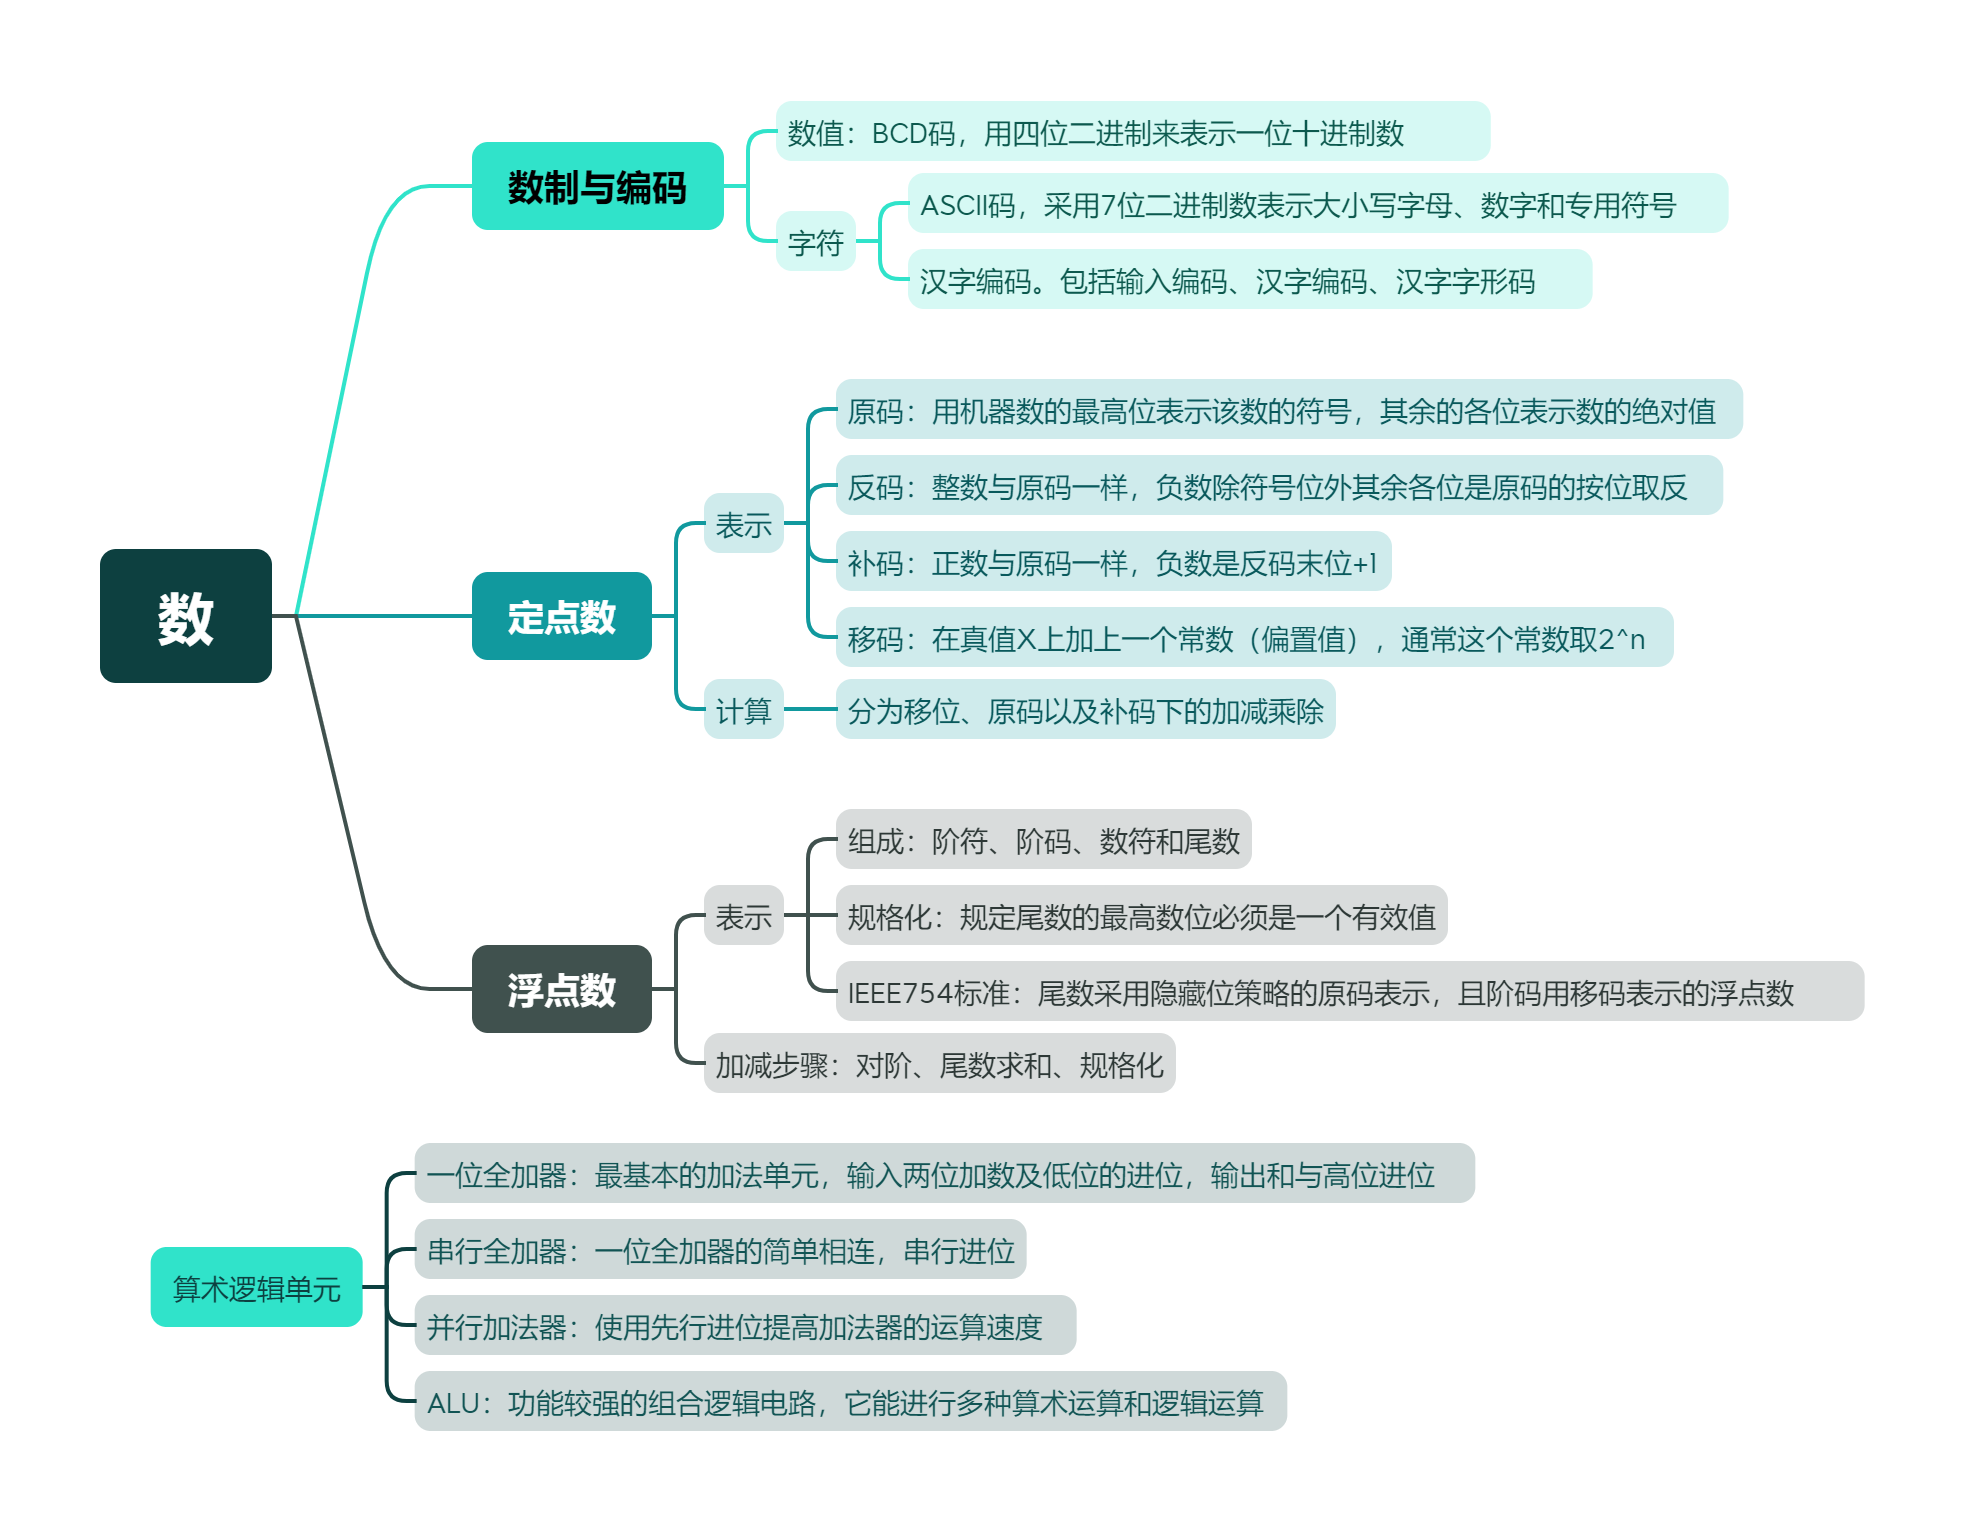 数
数制与编码
数值：BCD码，用四位二进制来表示一位十进制数
字符
ASCII码，采用7位二进制数表示大小写字母、数字和专用符号
汉字编码。包括输入编码、汉字编码、汉字字形码
定点数
表示
原码：用机器数的最高位表示该数的符号，其余的各位表示数的绝对值
反码：整数与原码一样，负数除符号位外其余各位是原码的按位取反
补码：正数与原码一样，负数是反码末位+1
移码：在真值X上加上一个常数（偏置值），通常这个常数取2^n
计算
分为移位、原码以及补码下的加减乘除
浮点数
表示
组成：阶符、阶码、数符和尾数
规格化：规定尾数的最高数位必须是一个有效值
IEEE754标准：尾数采用隐藏位策略的原码表示，且阶码用移码表示的浮点数
加减步骤：对阶、尾数求和、规格化
算术逻辑单元
一位全加器：最基本的加法单元，输入两位加数及低位的进位，输出和与高位进位
串行全加器：一位全加器的简单相连，串行进位
并行加法器：使用先行进位提高加法器的运算速度
ALU：功能较强的组合逻辑电路，它能进行多种算术运算和逻辑运算